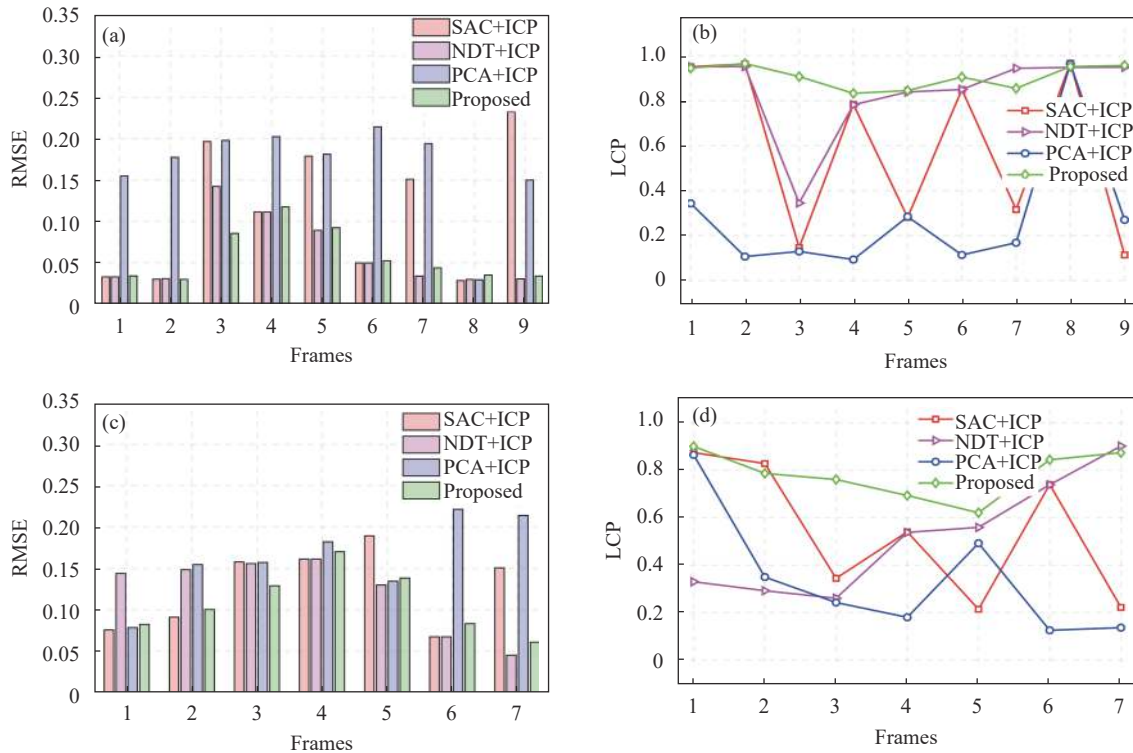 (a)
SAC+ICP
NDT+ICP
PCA+ICP
Proposed
0.35
0.30
0.25
0.20
0.15
0.10
0.05
0
RMSE
1 2 3 4 5 6 7 8 9
Frames
(b)
1.0
0.8
0.6
0.4
0.2
0
LCP
SAC+ICP
NDT+ICP
PCA+ICP
Proposed
1 2 3 4 5 6 7 8 9
Frames
(c)
SAC+ICP
NDT+ICP
PCA+ICP
Proposed
0.35
0.30
0.25
0.20
0.15
0.10
0.05
0
RMSE
1 2 3 4 5 6 7
Frames
(d)
SAC+ICP
NDT+ICP
PCA+ICP
Proposed
1.0
0.8
0.6
0.4
0.2
0
LCP
1 2 3 4 5 6 7
Frames